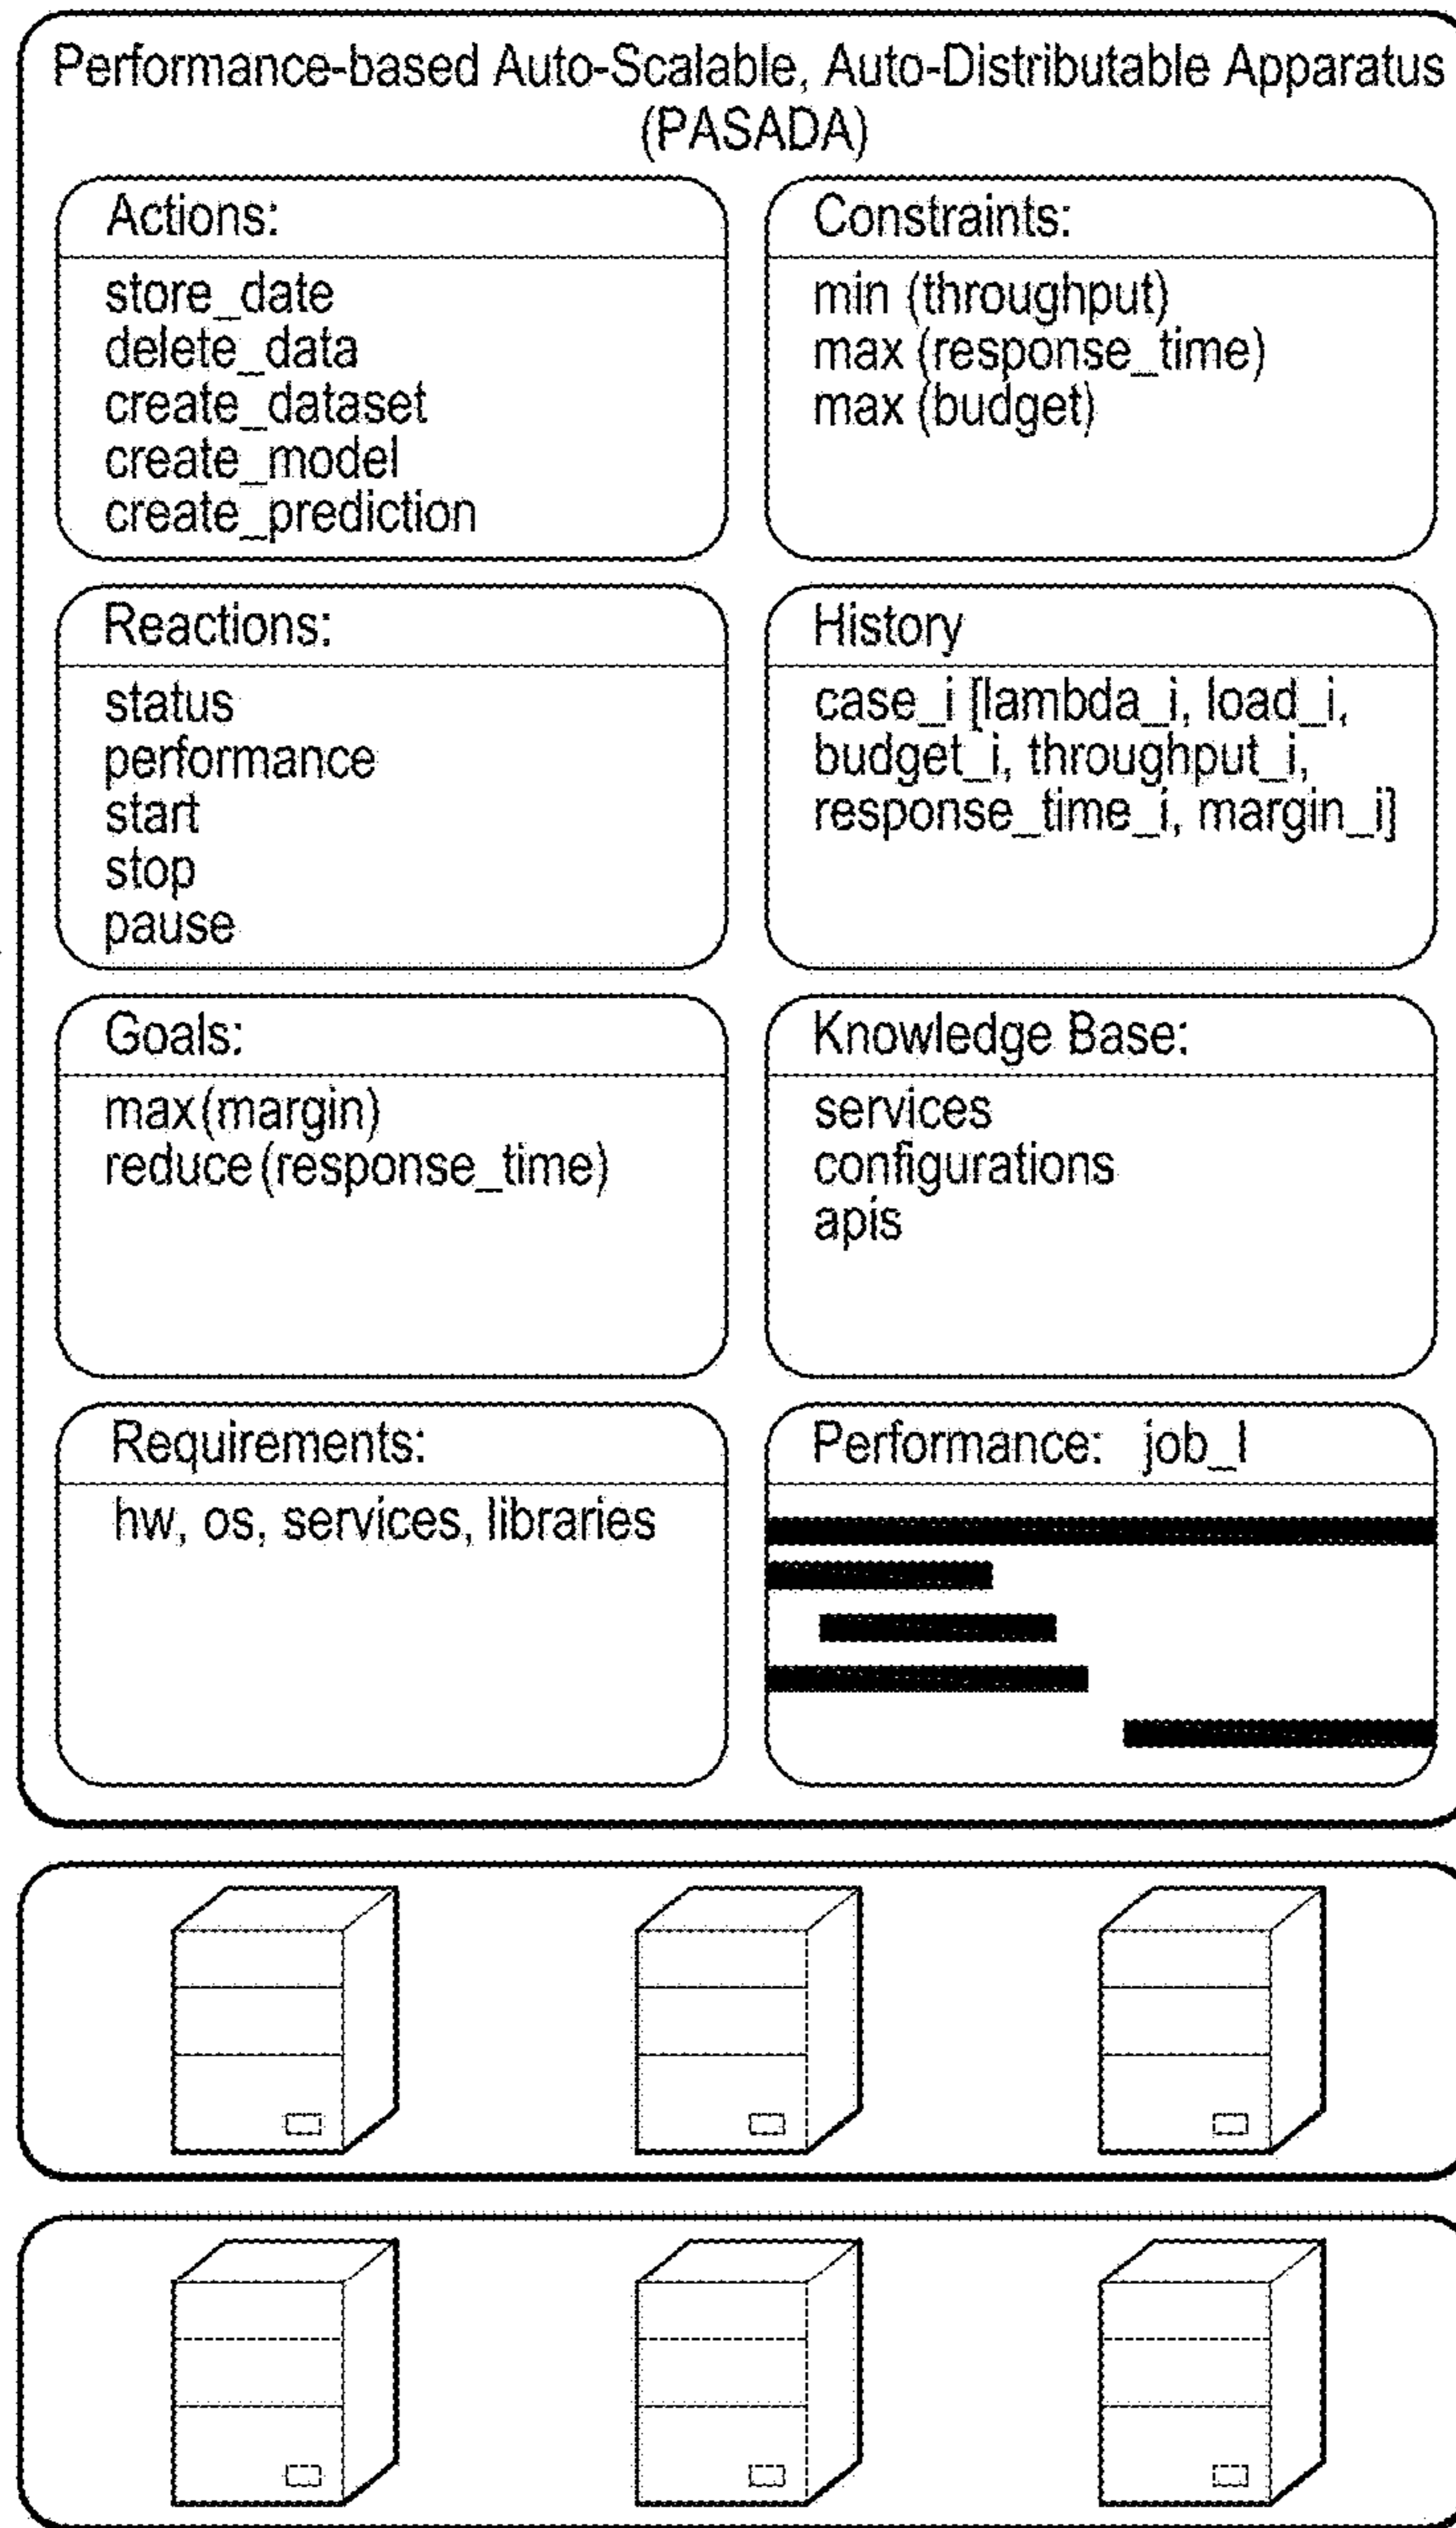 Performance-based Auto-Scalable, Auto-Distributable Apparatus
(PASADA)
Actions:
store_date
delete_data
create_dataset
create_model
create_prediction
Constraints:
min (throughput)
max (response_time)
max (budget)
Reactions:
status
performance
start
stop
pause
History
case_i [lambda_i, load_i,
budget_i, throughput_i,
response_time_i, margin_i]
Goals:
max(margin)
reduce(response_time)
Knowledge Base:
services
configurations
apis
Requirements:
hw, os, services, libraries
Performance: job_l